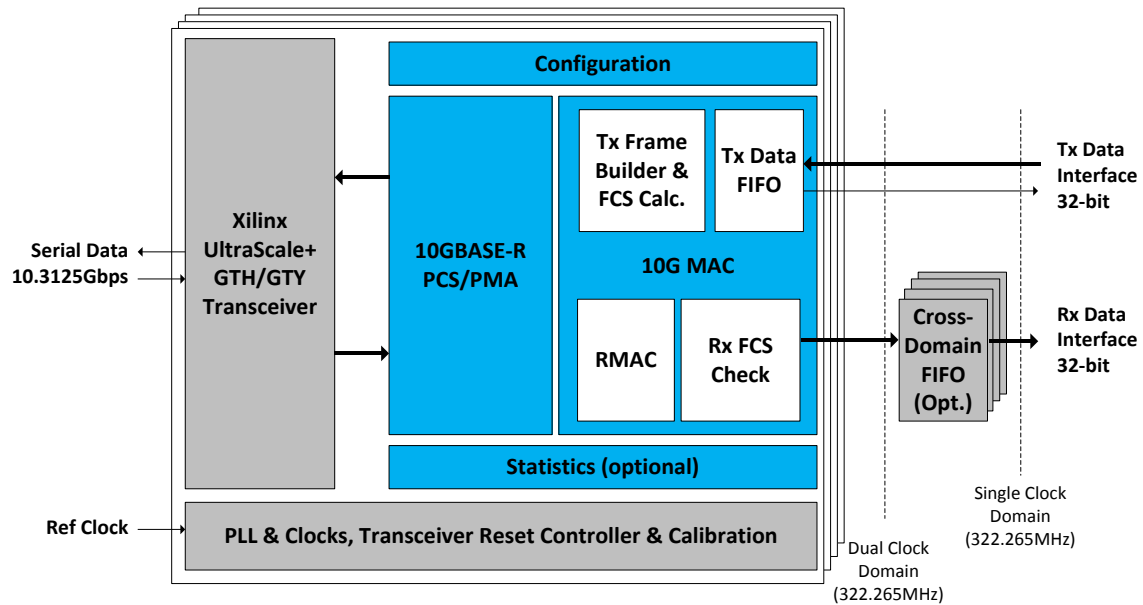 Configuration
Xilinx
UltraScale+
GTH/GTY
Transceiver
10GBASE-R
PCS/PMA
Tx Frame
Builder &
FCS Calc.
Tx Data
FIFO
10G MAC
RMAC
Rx FCS
Check
Statistics (optional)
PLL & Clocks, Transceiver Reset Controller & Calibration
Serial Data
10.3125Gbps
Ref Clock
Tx Data
Interface
32-bit
Cross-
Domain
FIFO
(Opt.)
Rx Data
Interface
32-bit
Single Clock
Domain
(322.265MHz)
Dual Clock
Domain
(322.265MHz)